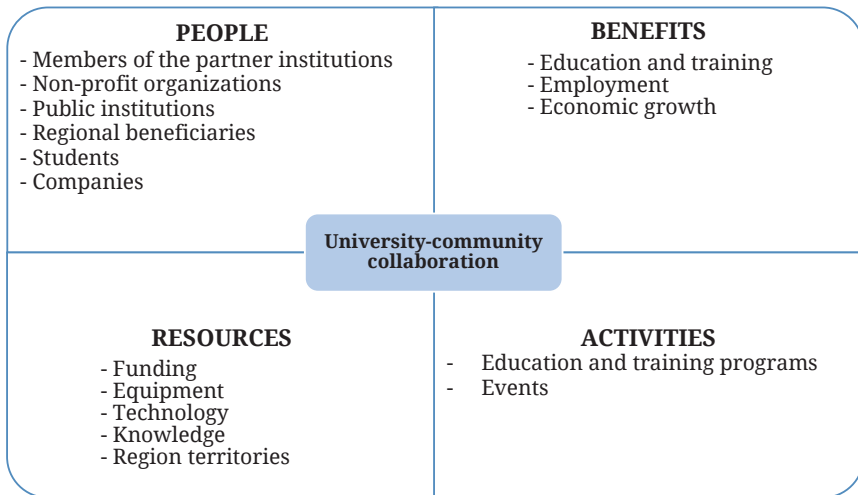 PEOPLE
- Members of the partner institutions
- Non-profit organizations
- Public institutions
- Regional beneficiaries
- Students
- Companies
BENEFITS
- Education and training
- Employment
- Economic growth
University-community
collaboration
RESOURCES
- Funding
- Equipment
- Technology
- Knowledge
- Region territories
ACTIVITIES
- Education and training programs
- Events